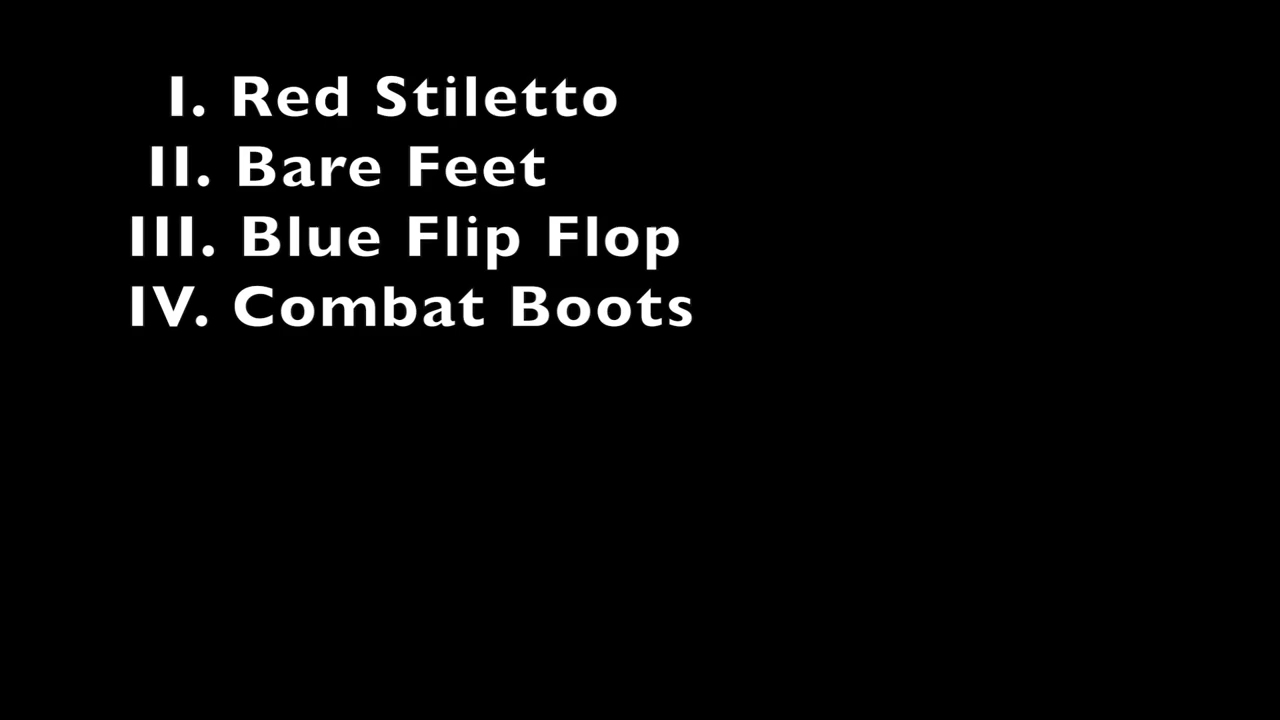 I. Red Stiletto
II. Bare Feet
III. Blue Flip Flop
IV. Combat Boots